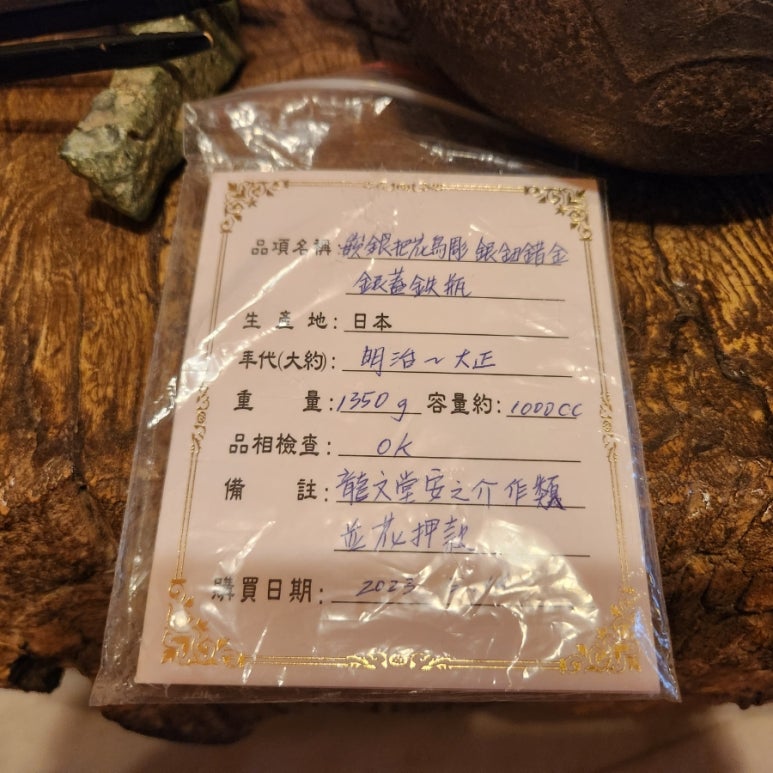 品項名稱:嵌銀把花鳥彫 銀鈕錯金
銀蓋鉄瓶
生 產 地:日本
年代(大約):明治~大正
重 量:1350g 容量約:1000CC
品相檢查: OK
備 註:龍文堂安之介作類
並花押款
購買日期: 2023